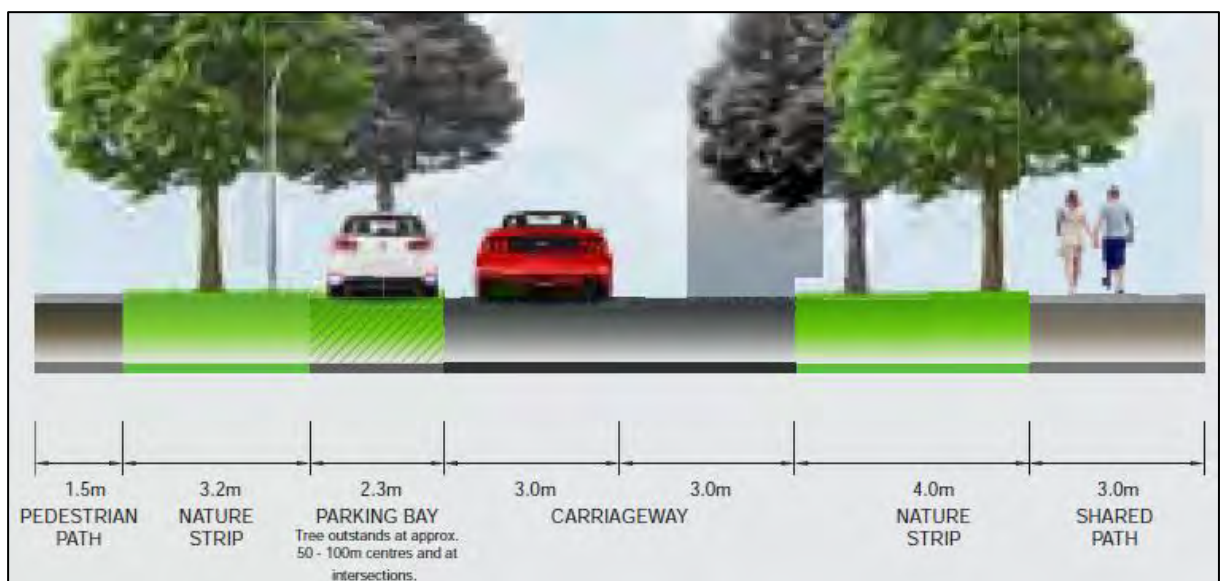 1.5m
PEDESTRIAN
PATH
3.2m
NATURE
STRIP
2.3m
PARKING BAY
Tree outstands at approx.
50 - 100m centres and at
intersections.
3.0m
3.0m
CARRIAGEWAY
4.0m
NATURE
STRIP
3.0m
SHARED
PATH